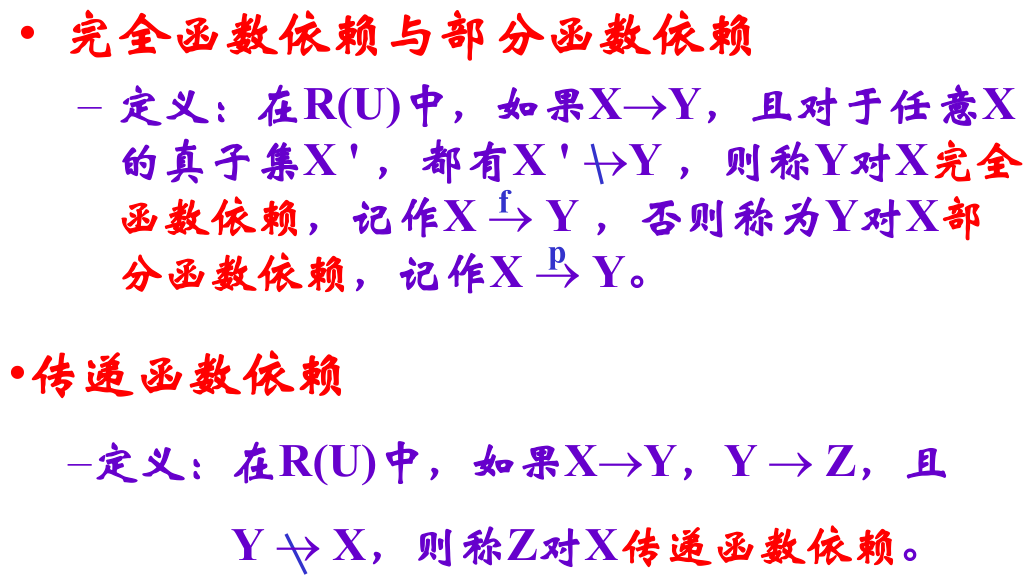 • 完全函数依赖与部分函数依赖
– 定义：在R(U)中，如果X→Y，且对于任意X
的真子集X＇，都有X＇↛Y ，则称Y对X完全
函数依赖，记作X f→ Y ，否则称为Y对X部
分函数依赖，记作X p→ Y。
•传递函数依赖
–定义：在R(U)中，如果X→Y，Y → Z，且
Y ↛ X，则称Z对X传递函数依赖。